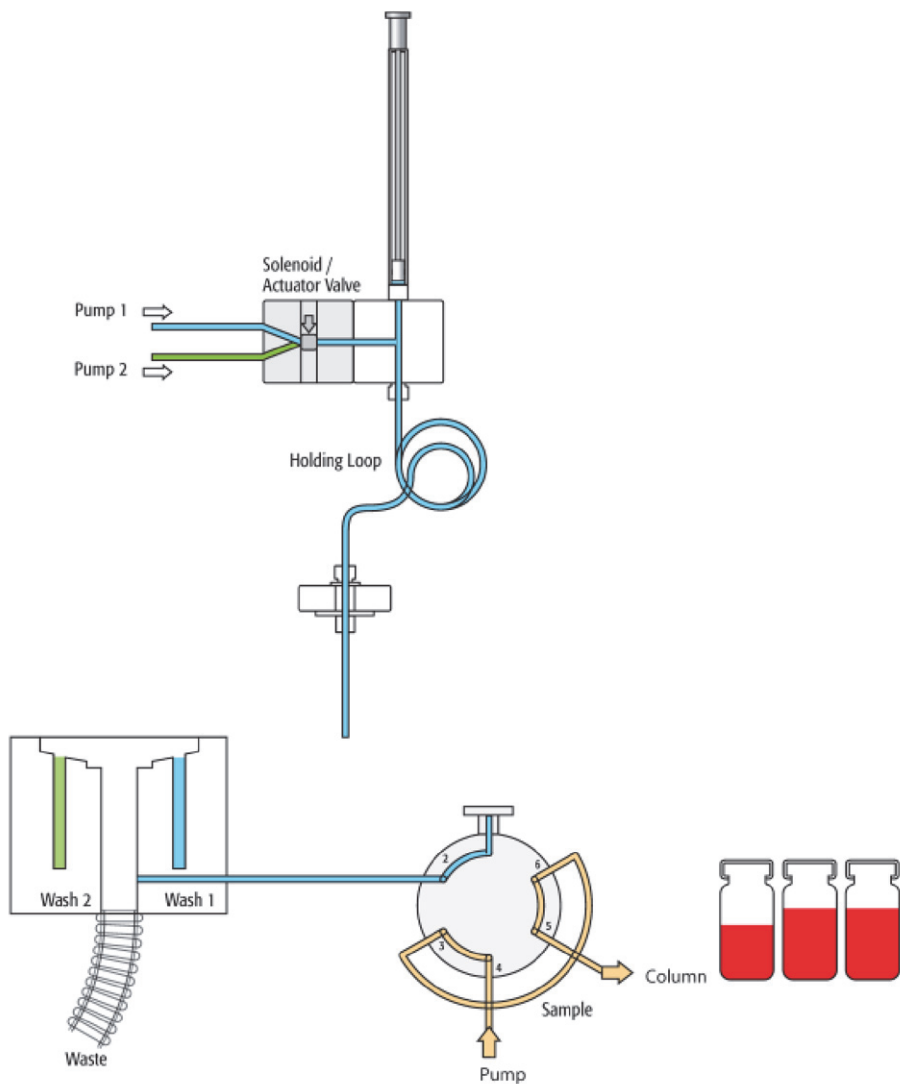 Solenoid /
Actuator Valve
Pump 1
Pump 2
Holding Loop
Wash 2
Wash 1
Waste
2
6
3
5
4
Column
Sample
Pump